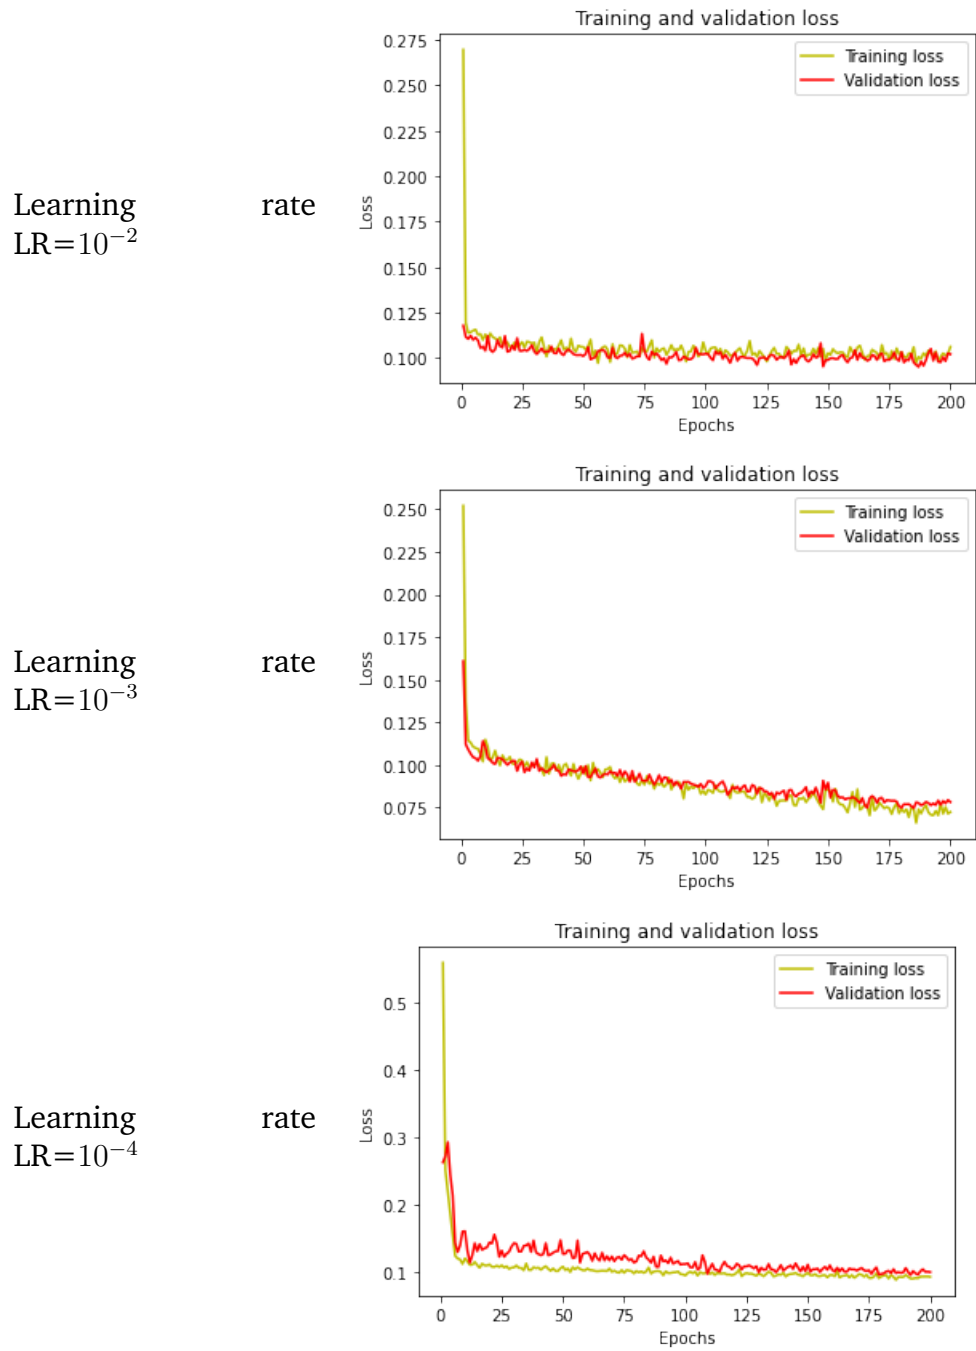 Training and validation loss
Learning rate
LR=10⁻²
Loss
0.275
0.250
0.225
0.200
0.175
0.150
0.125
0.100
Training loss
Validation loss
0 25 50 75 100 125 150 175 200
Epochs
Training and validation loss
Learning rate
LR=10⁻³
Loss
0.250
0.225
0.200
0.175
0.150
0.125
0.100
0.075
Training loss
Validation loss
0 25 50 75 100 125 150 175 200
Epochs
Training and validation loss
Learning rate
LR=10⁻⁴
Loss
0.5
0.4
0.3
0.2
0.1
Training loss
Validation loss
0 25 50 75 100 125 150 175 200
Epochs